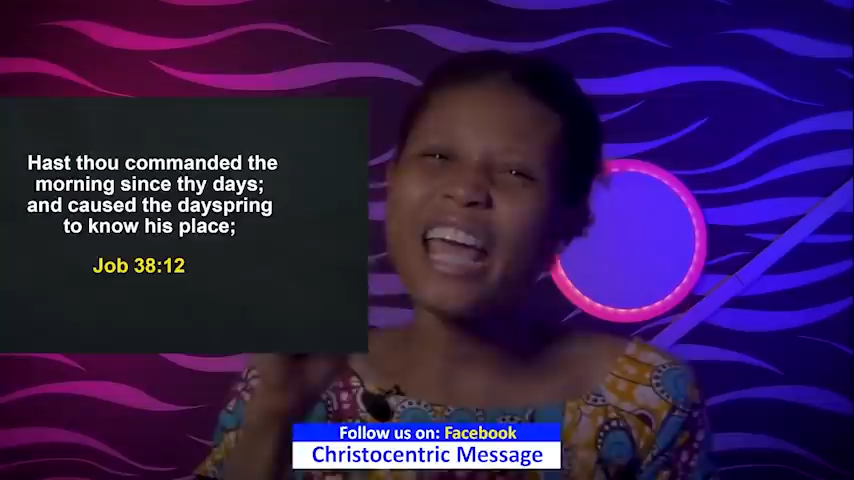 Hast thou commanded the
morning since thy days;
and caused the dayspring
to know his place;
Job 38:12
Follow us on: Facebook
Christocentric Message